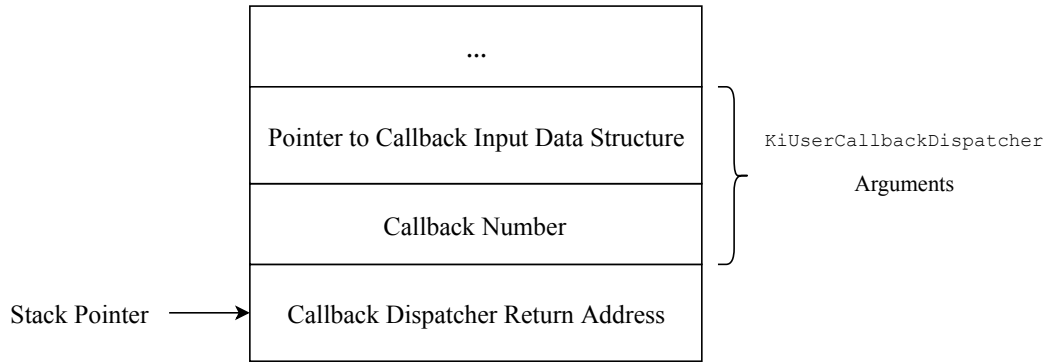 ...
Pointer to Callback Input Data Structure
KiUserCallbackDispatcher
Arguments
Callback Number
Stack Pointer
Callback Dispatcher Return Address